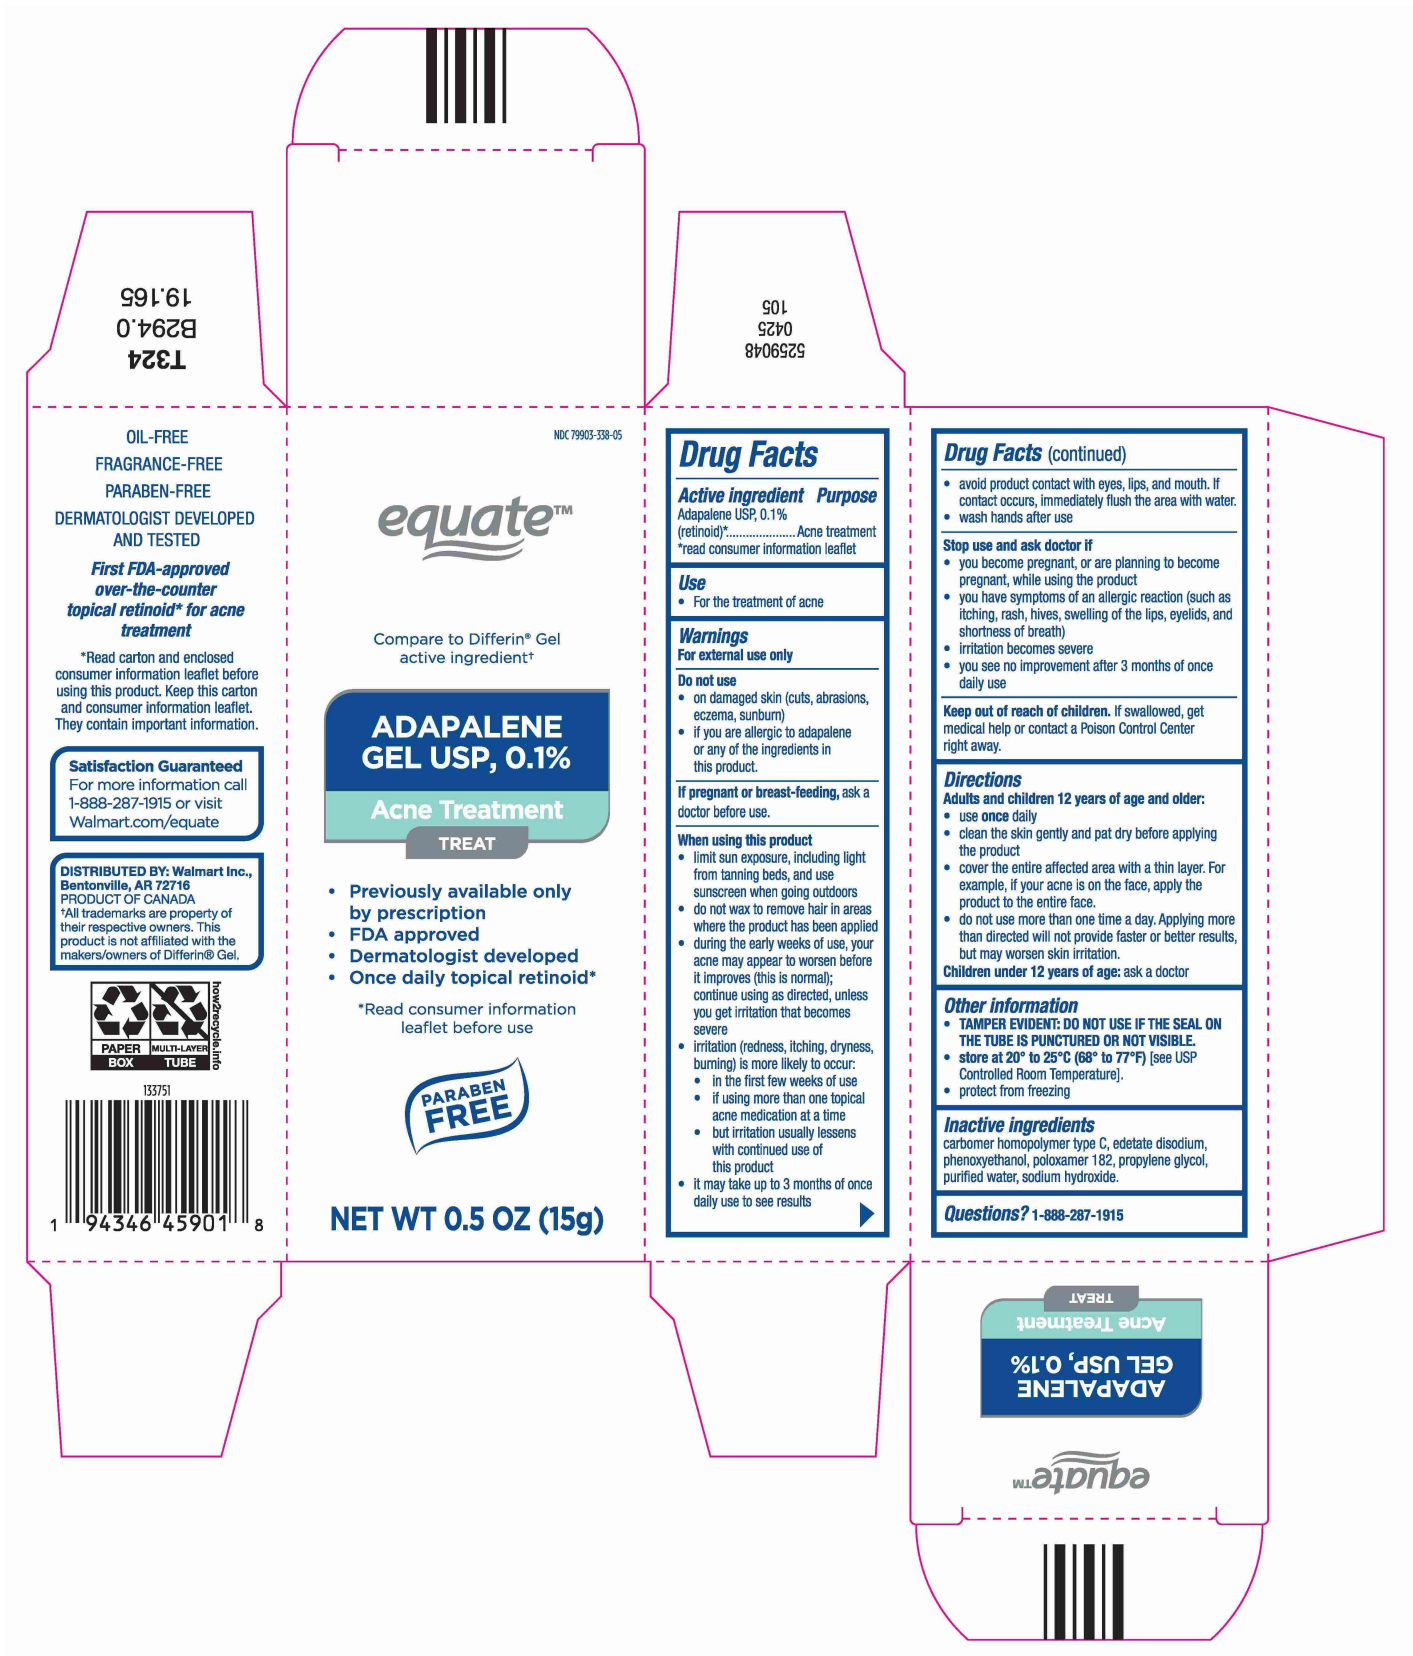 T324
B294.0
19.165
5259048
0425
105
OIL-FREE
FRAGRANCE-FREE
PARABEN-FREE
DERMATOLOGIST DEVELOPED
AND TESTED
First FDA-approved
over-the-counter
topical retinoid* for acne
treatment
*Read carton and enclosed
consumer information leaflet before
using this product. Keep this carton
and consumer information leaflet.
They contain important information.
Satisfaction Guaranteed
For more information call
1-888-287-1915 or visit
Walmart.com/equate
DISTRIBUTED BY: Walmart Inc.,
Bentonville, AR 72716
PRODUCT OF CANADA
†All trademarks are property of
their respective owners. This
product is not affiliated with the
makers/owners of Differin® Gel.
PAPER
BOX
MULTI-LAYER
TUBE
how2recycle.info
133751
1 94346 45901 8
NDC 79903-338-05
equate™
Compare to Differin® Gel
active ingredient†
ADAPALENE
GEL USP, 0.1%
Acne Treatment
TREAT
• Previously available only
by prescription
• FDA approved
• Dermatologist developed
• Once daily topical retinoid*
*Read consumer information
leaflet before use
PARABEN
FREE
NET WT 0.5 OZ (15g)
Drug Facts
Active ingredient Purpose
Adapalene USP, 0.1%
(retinoid)*.....................Acne treatment
*read consumer information leaflet
Use
• For the treatment of acne
Warnings
For external use only
Do not use
• on damaged skin (cuts, abrasions,
eczema, sunburn)
• if you are allergic to adapalene
or any of the ingredients in
this product.
If pregnant or breast-feeding, ask a
doctor before use.
When using this product
• limit sun exposure, including light
from tanning beds, and use
sunscreen when going outdoors
• do not wax to remove hair in areas
where the product has been applied
• during the early weeks of use, your
acne may appear to worsen before
it improves (this is normal);
continue using as directed, unless
you get irritation that becomes
severe
• irritation (redness, itching, dryness,
burning) is more likely to occur:
• in the first few weeks of use
• if using more than one topical
acne medication at a time
• but irritation usually lessens
with continued use of
this product
• it may take up to 3 months of once
daily use to see results
Drug Facts (continued)
• avoid product contact with eyes, lips, and mouth. If
contact occurs, immediately flush the area with water.
• wash hands after use
Stop use and ask doctor if
• you become pregnant, or are planning to become
pregnant, while using the product
• you have symptoms of an allergic reaction (such as
itching, rash, hives, swelling of the lips, eyelids, and
shortness of breath)
• irritation becomes severe
• you see no improvement after 3 months of once
daily use
Keep out of reach of children. If swallowed, get
medical help or contact a Poison Control Center
right away.
Directions
Adults and children 12 years of age and older:
• use once daily
• clean the skin gently and pat dry before applying
the product
• cover the entire affected area with a thin layer. For
example, if your acne is on the face, apply the
product to the entire face.
• do not use more than one time a day. Applying more
than directed will not provide faster or better results,
but may worsen skin irritation.
Children under 12 years of age: ask a doctor
Other information
• TAMPER EVIDENT: DO NOT USE IF THE SEAL ON
THE TUBE IS PUNCTURED OR NOT VISIBLE.
• store at 20° to 25°C (68° to 77°F) [see USP
Controlled Room Temperature].
• protect from freezing
Inactive ingredients
carbomer homopolymer type C, edetate disodium,
phenoxyethanol, poloxamer 182, propylene glycol,
purified water, sodium hydroxide.
Questions? 1-888-287-1915
equate™
ADAPALENE
GEL USP, 0.1%
Acne Treatment
TREAT